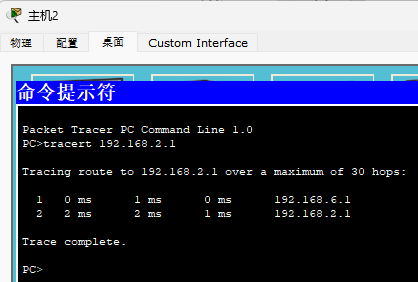 主机2
物理 配置 桌面 Custom Interface
命令提示符
Packet Tracer PC Command Line 1.0
PC>tracert 192.168.2.1
Tracing route to 192.168.2.1 over a maximum of 30 hops:
1 0 ms 1 ms 0 ms 192.168.6.1
2 2 ms 2 ms 1 ms 192.168.2.1
Trace complete.
PC>